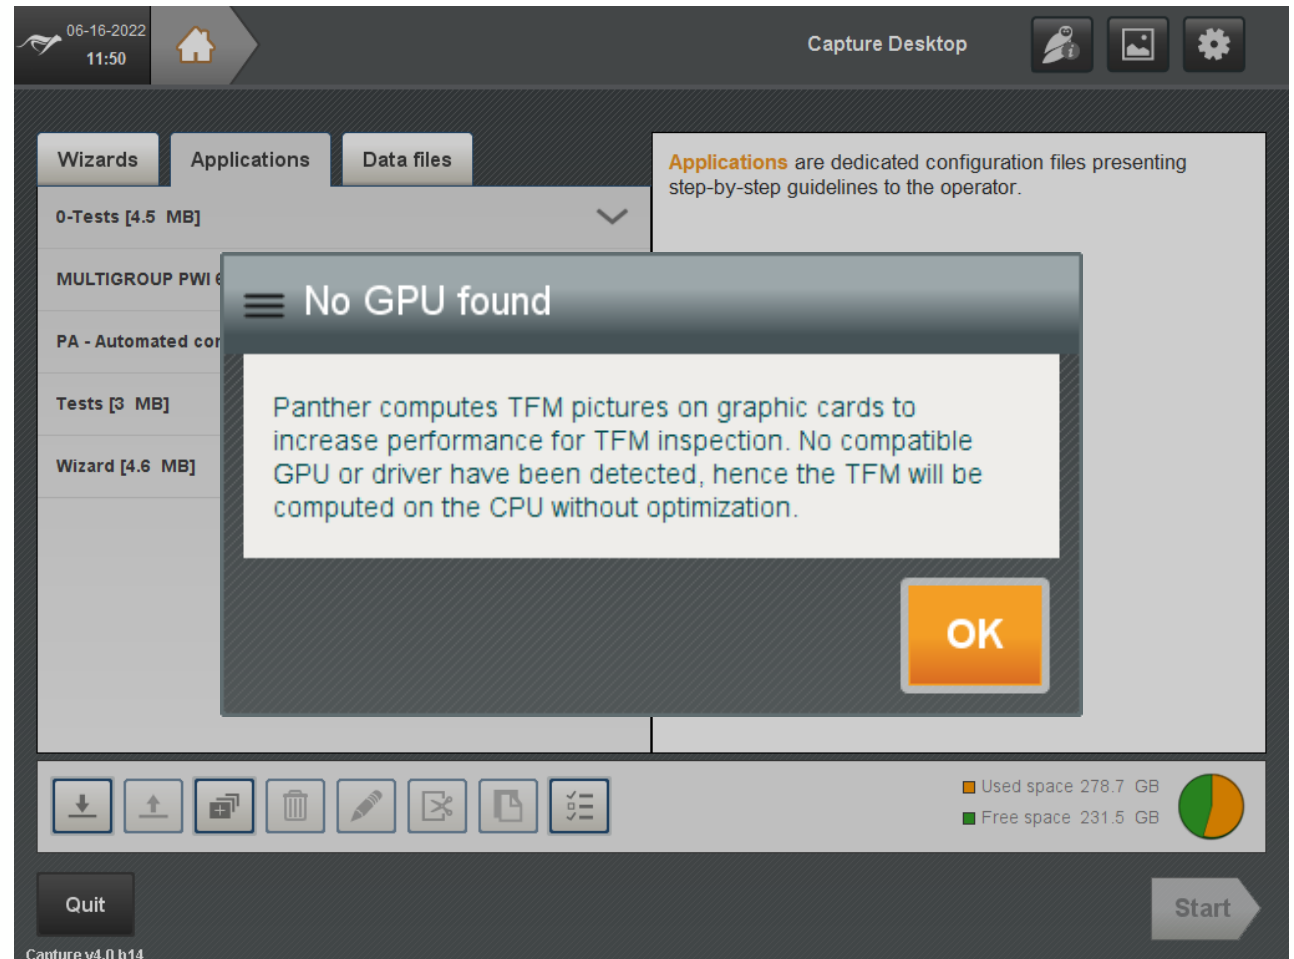 06-16-2022
11:50
Capture Desktop
Wizards
Applications
Data files
0-Tests [4.5 MB]
MULTIGROUP PWI
PA - Automated
Tests [3 MB]
Wizard [4.6 MB]
Applications are dedicated configuration files presenting
step-by-step guidelines to the operator.
No GPU found
Panther computes TFM pictures on graphic cards to
increase performance for TFM inspection. No compatible
GPU or driver have been detected, hence the TFM will be
computed on the CPU without optimization.
OK
Used space 278.7 GB
Free space 231.5 GB
Quit
Start
Capture v4.0 b14